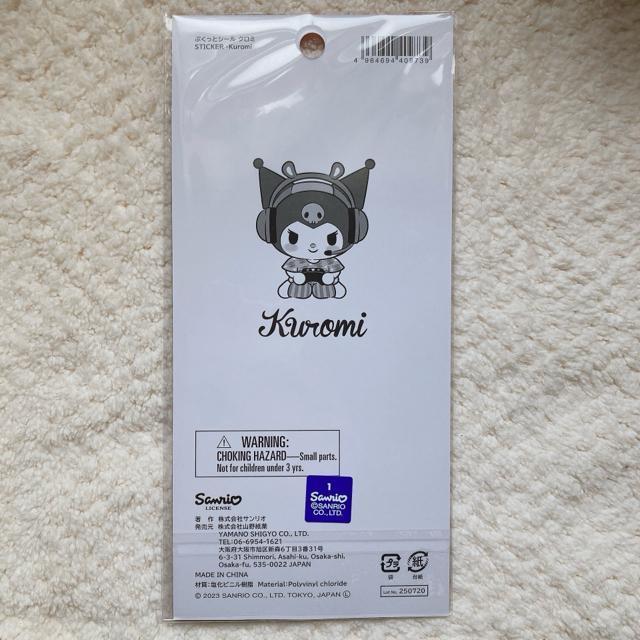 ぷくっとシール クロミ
STICKER -Kuromi
4 964694 405739
Kuromi
WARNING:
CHOKING HAZARD—Small parts.
Not for children under 3 yrs.
Sanrio
LICENSE
1
Sanrio
©SANRIO
CO., LTD.
著 作 株式会社サンリオ
発売元 株式会社山野紙業
YAMANO SHIGYO CO., LTD.
TEL:06-6954-1621
大阪府大阪市旭区新森6丁目3番31号
6-3-31 Shinmori, Asahi-ku, Osaka-shi,
Osaka-fu, 535-0022 JAPAN
MADE IN CHINA
材質:塩化ビニル樹脂 Material:Polyvinyl chloride
© 2023 SANRIO CO., LTD. TOKYO, JAPAN Ⓛ
プラ
袋
紙
台紙
Lot No. 250720